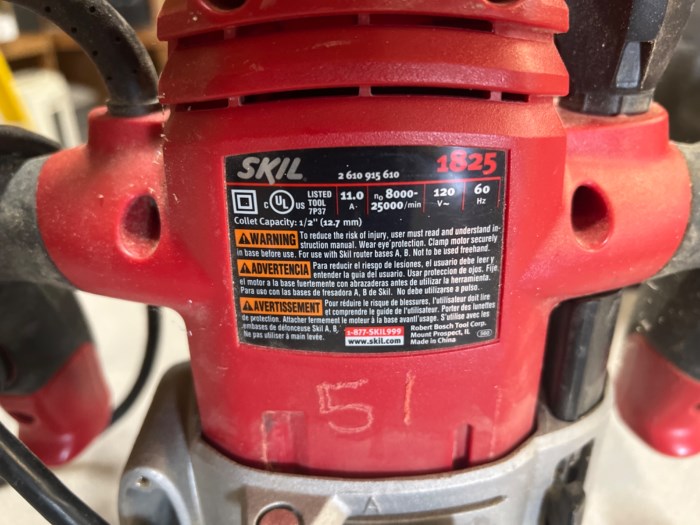 SKIL 2 610 915 610 1825
C UL US LISTED TOOL 7P37 11.0 A~ n₀ 8000-25000/min 120 V~ 60 Hz
Collet Capacity: 1/2" (12.7 mm)
WARNING To reduce the risk of injury, user must read and understand in-
struction manual. Wear eye protection. Clamp motor securely
in base before use. For use with Skil router bases A, B. Not to be used freehand.
ADVERTENCIA Para reducir el riesgo de lesiones, el usuario debe leer y
entender la guía del usuario. Usar proteccion de ojos. Fije
el motor a la base fuertemente con abrazaderas antes de utilizar la herramienta.
Para uso con las bases de fresadora A, B de Skil. No debe utilizarse a pulso.
AVERTISSEMENT Pour réduire le risque de blessures, l'utilisateur doit lire
et comprendre le guide de l'utilisateur. Porter des lunettes
de protection. Attacher fermement le moteur à la base avant usage. S'utilise avec les
embases de défonceuse Skil A, B.
Ne pas utiliser à main levée.
1-877-SKIL999
www.skil.com
Robert Bosch Tool Corp.
Mount Prospect, IL
Made in China
51
A